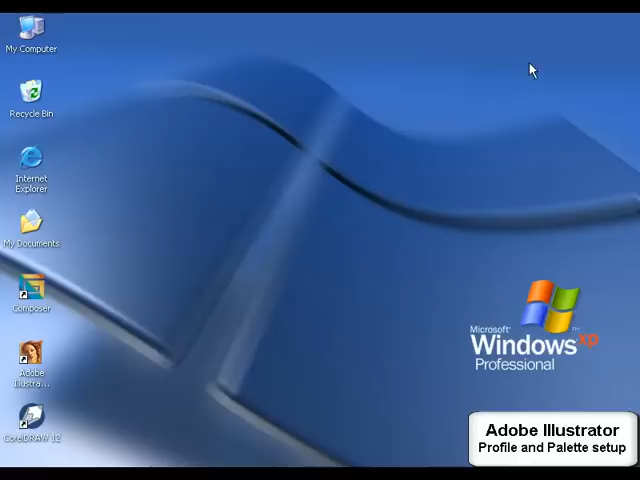 My Computer
Recycle Bin
Internet
Explorer
My Documents
Composer
Adobe
Illustra...
CorelDRAW 12
Microsoft®
Windows xp
Professional
Adobe Illustrator
Profile and Palette setup